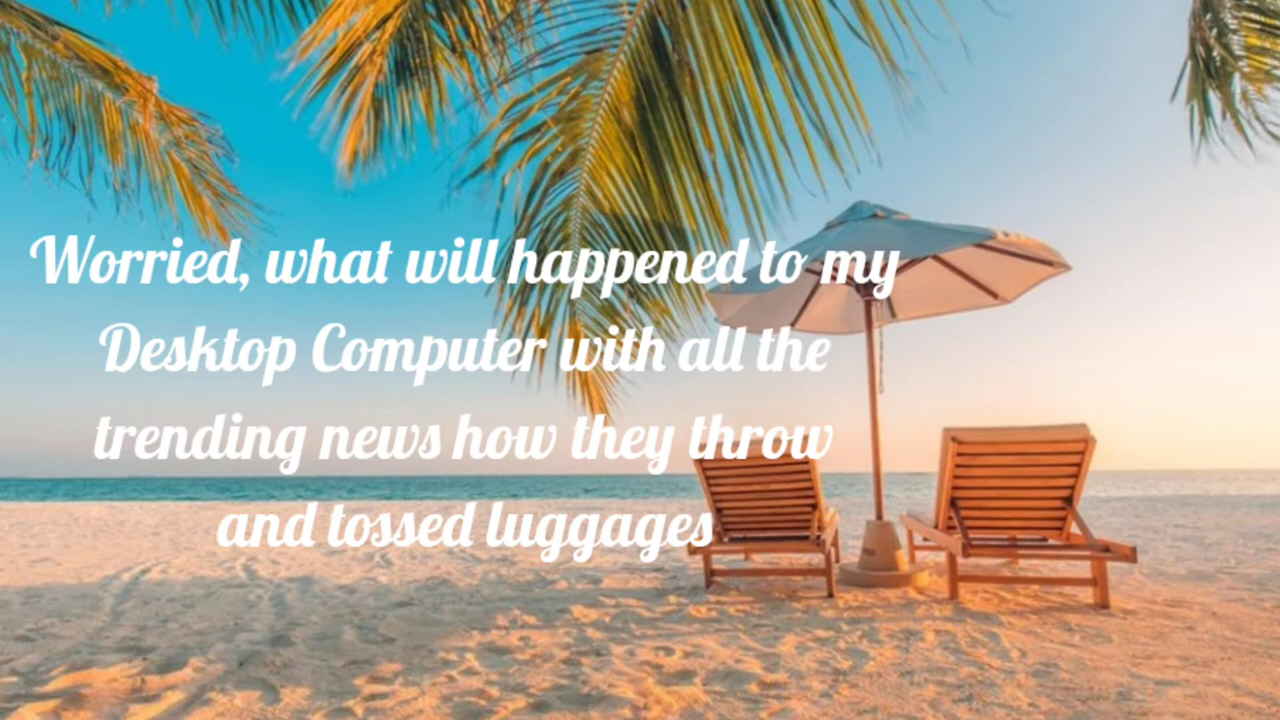 Worried, what will happened to my
Desktop Computer with all the
trending news how they throw
and tossed luggages